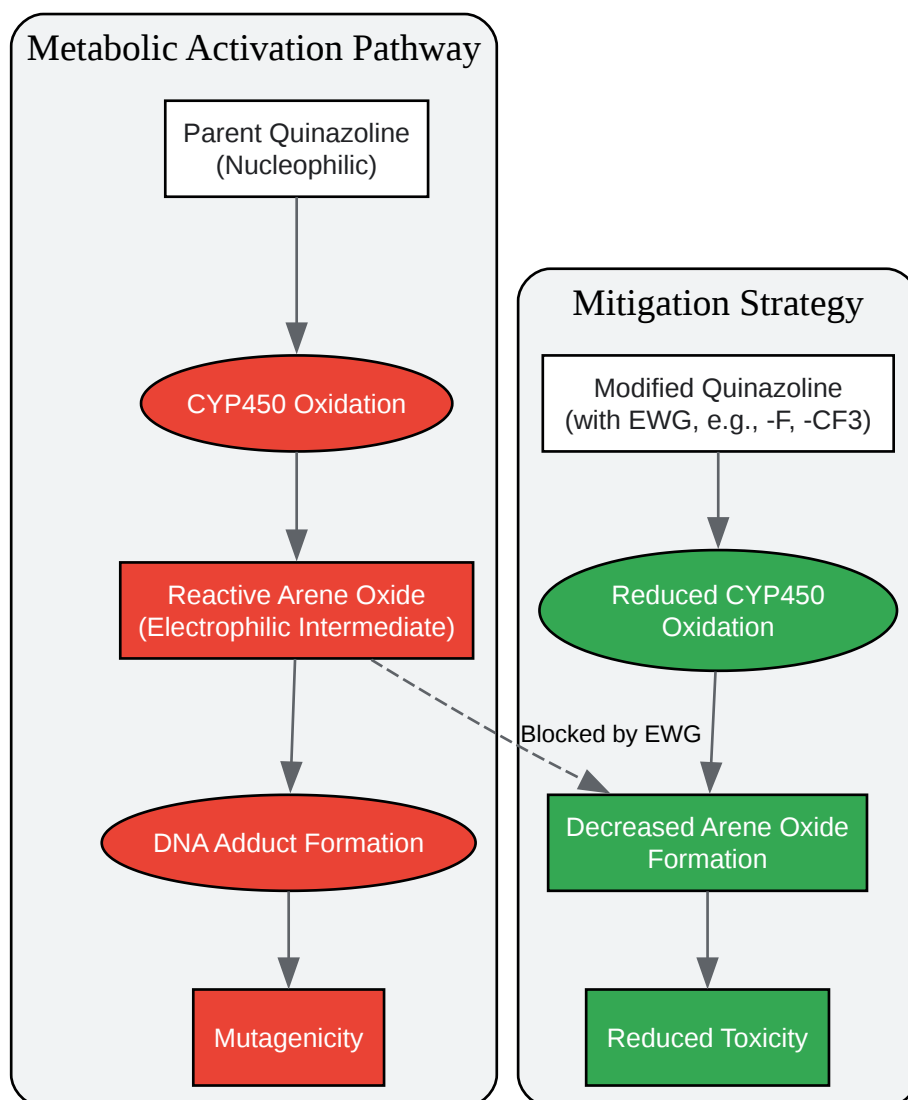 Metabolic Activation Pathway
Parent Quinazoline
(Nucleophilic)
CYP450 Oxidation
Reactive Arene Oxide
(Electrophilic Intermediate)
DNA Adduct Formation
Mutagenicity
Blocked by EWG
Mitigation Strategy
Modified Quinazoline
(with EWG, e.g., -F, -CF3)
Reduced CYP450
Oxidation
Decreased Arene Oxide
Formation
Reduced Toxicity